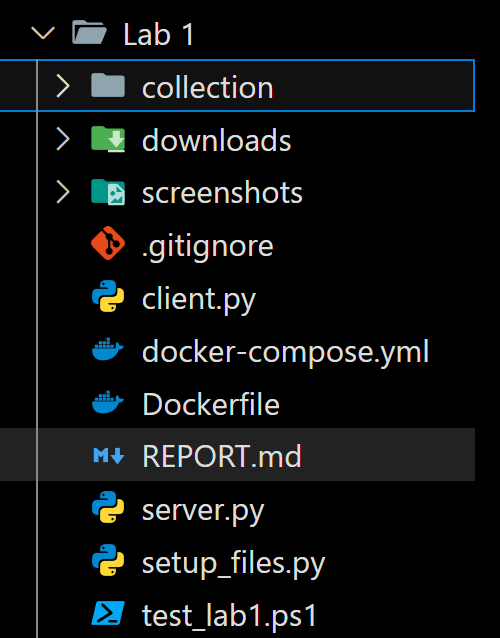 Lab 1
collection
downloads
screenshots
.gitignore
client.py
docker-compose.yml
Dockerfile
REPORT.md
server.py
setup_files.py
test_lab1.ps1